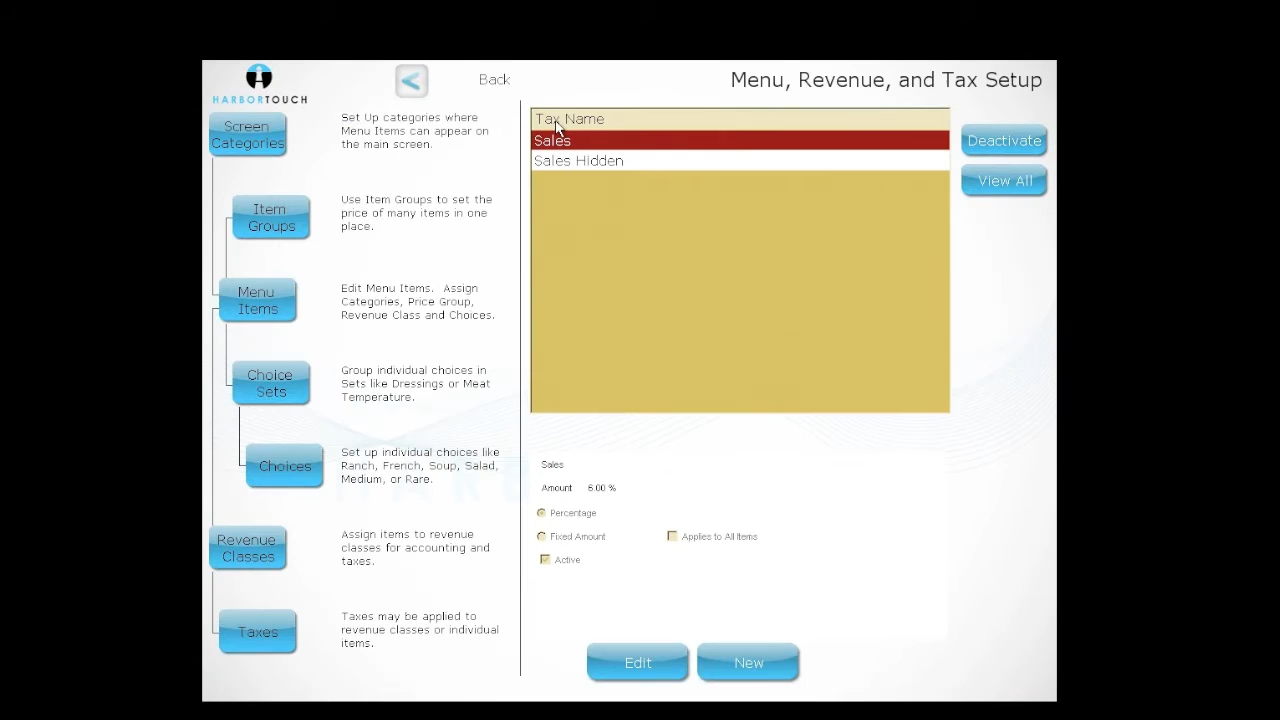 HARBORTOUCH
Back
Menu, Revenue, and Tax Setup
Screen
Categories
Set Up categories where
Menu Items can appear on
the main screen.
Item
Groups
Use Item Groups to set the
price of many items in one
place.
Menu
Items
Edit Menu Items. Assign
Categories, Price Group,
Revenue Class and Choices.
Choice
Sets
Group individual choices in
Sets like Dressings or Meat
Temperature.
Choices
Set up individual choices like
Ranch, French, Soup, Salad,
Medium, or Rare.
Revenue
Classes
Assign items to revenue
classes for accounting and
taxes.
Taxes
Taxes may be applied to
revenue classes or individual
items.
Tax Name
Sales
Sales Hidden
Deactivate
View All
Sales
Amount 6.00 %
Percentage
Fixed Amount
Applies to All Items
Active
Edit
New